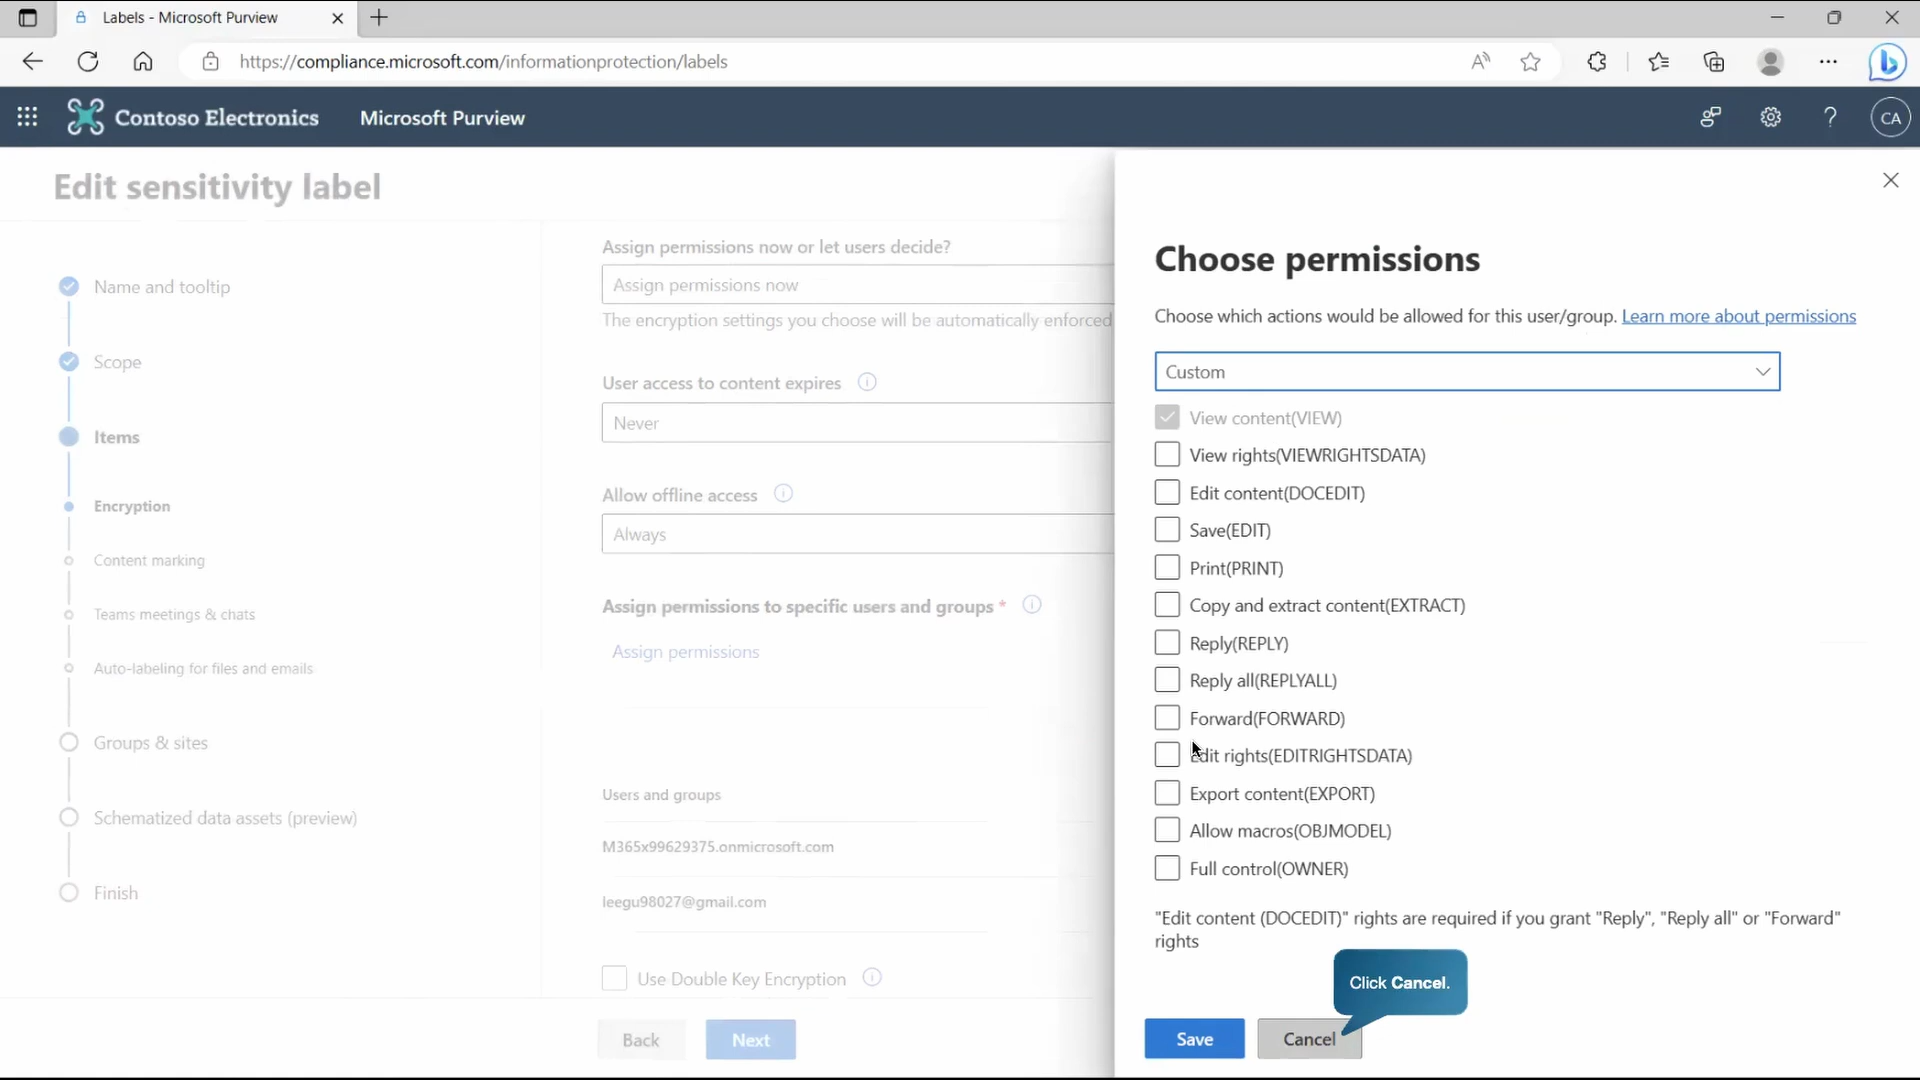 Labels - Microsoft Purview
https://compliance.microsoft.com/informationprotection/labels
Contoso Electronics
Microsoft Purview
CA
Edit sensitivity label
Name and tooltip
Scope
Items
Encryption
Content marking
Teams meetings & chats
Auto-labeling for files and emails
Groups & sites
Schematized data assets (preview)
Finish
Assign permissions now or let users decide?
Assign permissions now
The encryption settings you choose will be automatically enforced
User access to content expires
Never
Allow offline access
Always
Assign permissions to specific users and groups *
Assign permissions
Users and groups
M365x99629375.onmicrosoft.com
leegu98027@gmail.com
Use Double Key Encryption
Back
Next
Choose permissions
Choose which actions would be allowed for this user/group. Learn more about permissions
Custom
View content(VIEW)
View rights(VIEWRIGHTSDATA)
Edit content(DOCEDIT)
Save(EDIT)
Print(PRINT)
Copy and extract content(EXTRACT)
Reply(REPLY)
Reply all(REPLYALL)
Forward(FORWARD)
Edit rights(EDITRIGHTSDATA)
Export content(EXPORT)
Allow macros(OBJMODEL)
Full control(OWNER)
"Edit content (DOCEDIT)" rights are required if you grant "Reply", "Reply all" or "Forward"
rights
Click Cancel.
Save
Cancel